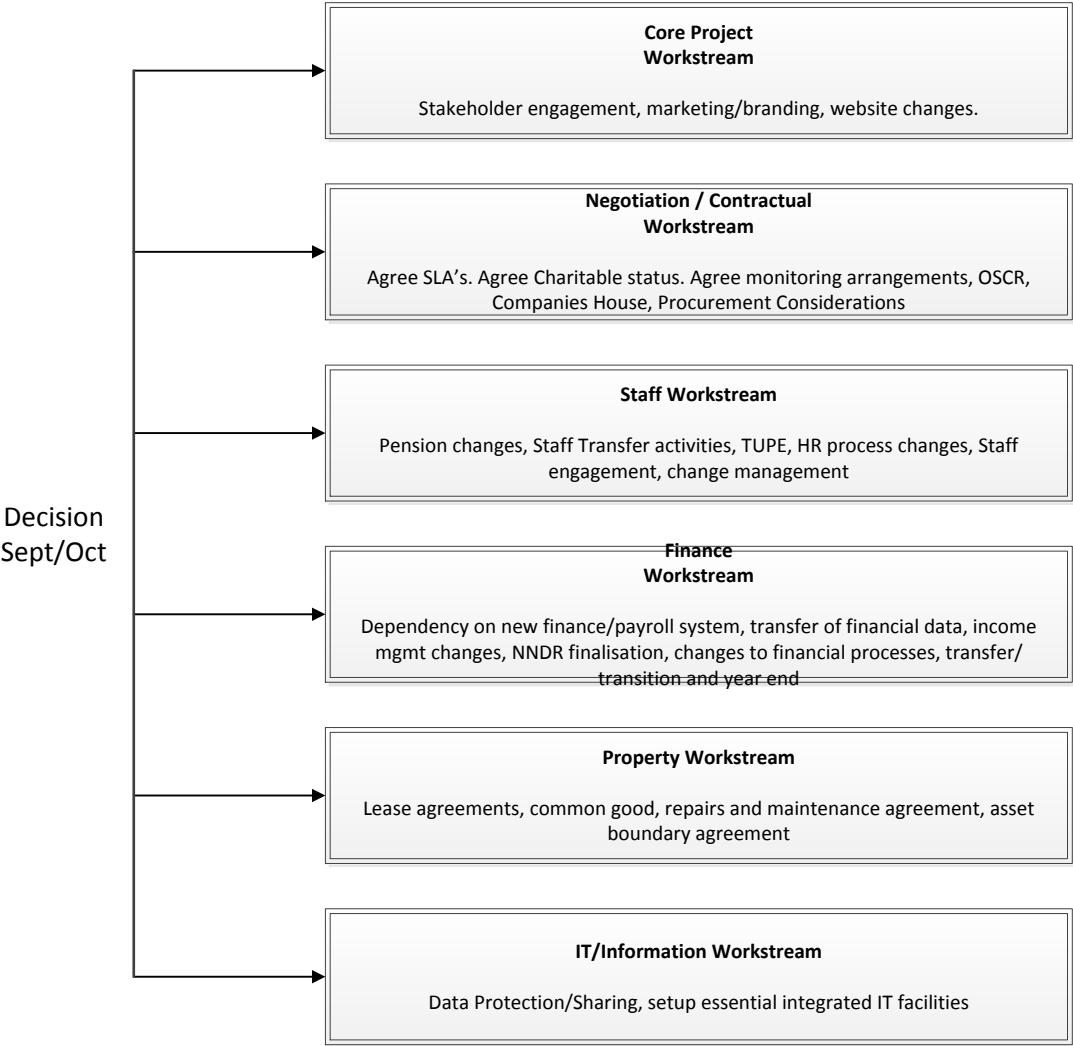 Core Project
Workstream
Stakeholder engagement, marketing/branding, website changes.
Negotiation / Contractual
Workstream
Agree SLA’s. Agree Charitable status. Agree monitoring arrangements, OSCR,
Companies House, Procurement Considerations
Staff Workstream
Pension changes, Staff Transfer activities, TUPE, HR process changes, Staff
engagement, change management
Decision
Sept/Oct
Finance
Workstream
Dependency on new finance/payroll system, transfer of financial data, income
mgmt changes, NNDR finalisation, changes to financial processes, transfer/
transition and year end
Property Workstream
Lease agreements, common good, repairs and maintenance agreement, asset
boundary agreement
IT/Information Workstream
Data Protection/Sharing, setup essential integrated IT facilities